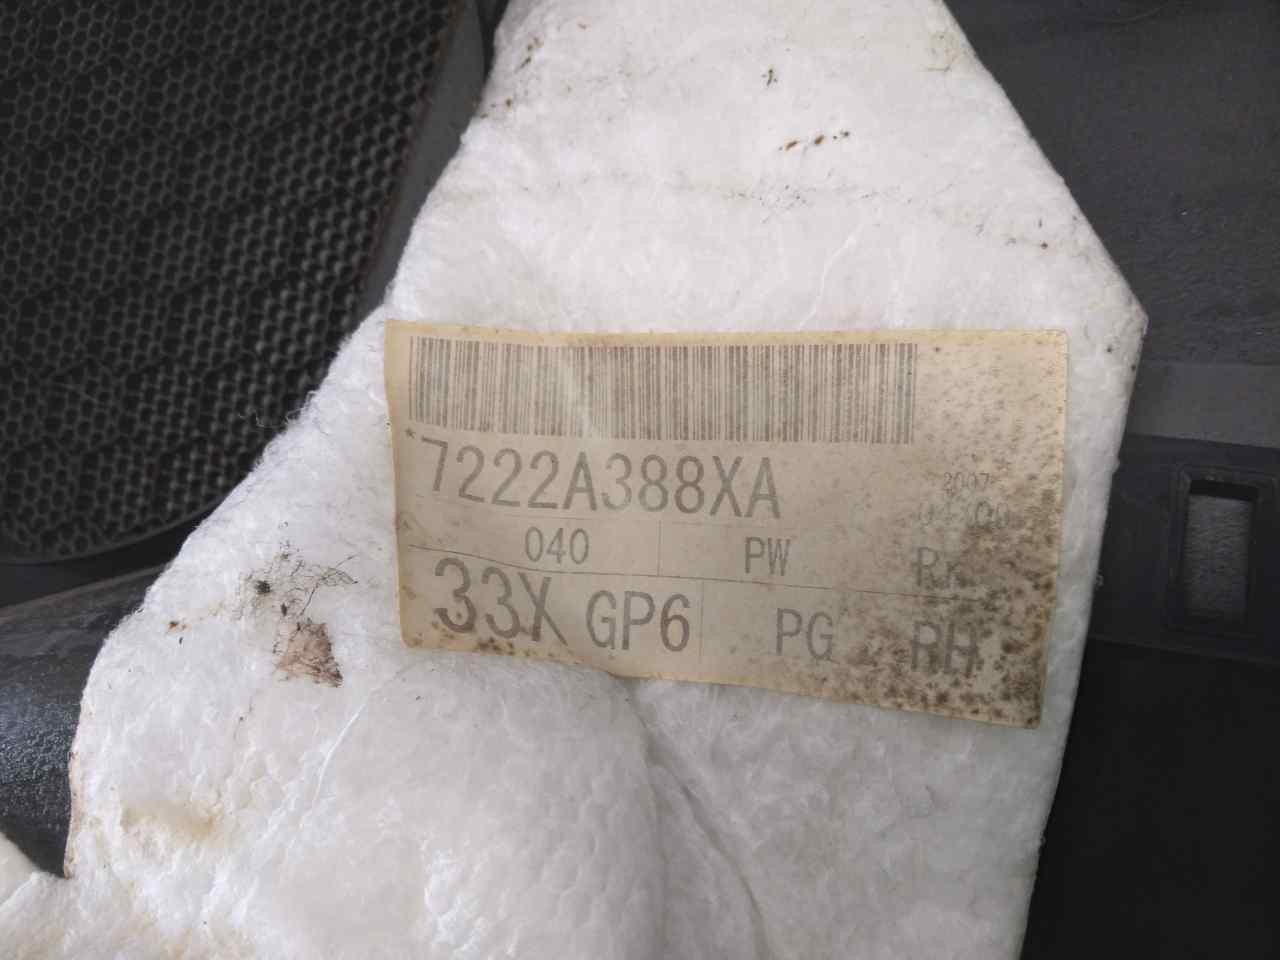 *7222A388XA
2007
040 PW
33X GP6 PG RH